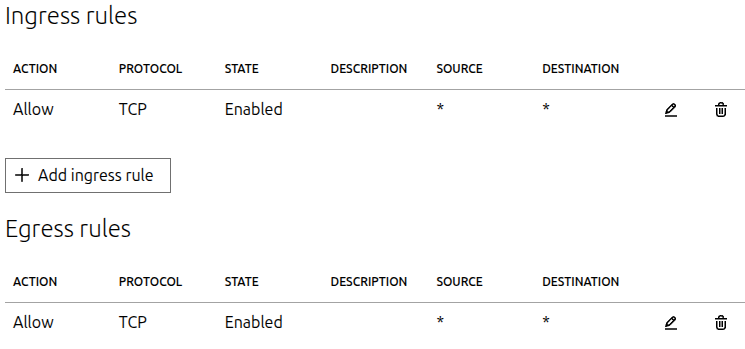 Ingress rules
ACTION PROTOCOL STATE DESCRIPTION SOURCE DESTINATION
Allow TCP Enabled * *
+ Add ingress rule
Egress rules
ACTION PROTOCOL STATE DESCRIPTION SOURCE DESTINATION
Allow TCP Enabled * *